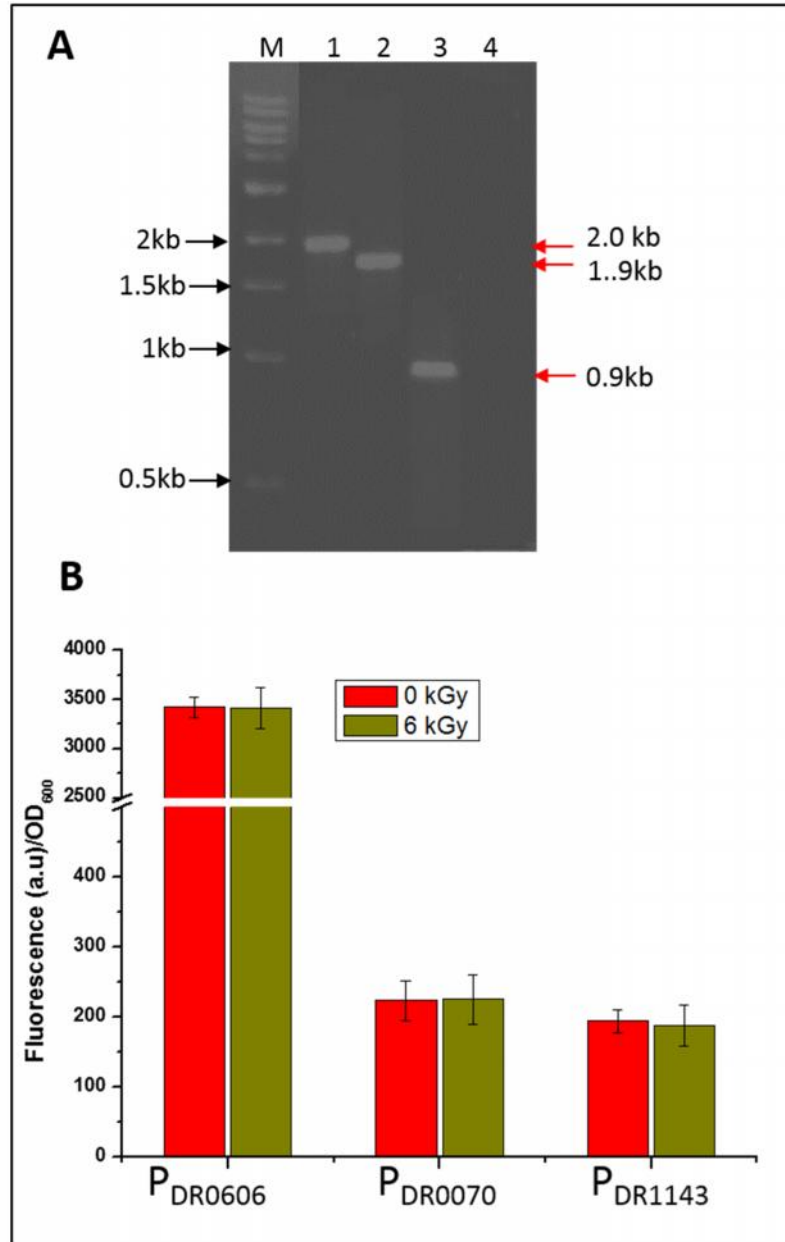 A
M 1 2 3 4
2kb
1.5kb
1kb
0.5kb
2.0 kb
1..9kb
0.9kb
B
4000
3500
3000
2500
400
300
200
100
0
Fluorescence (a.u)/OD600
0 kGy
6 kGy
PDR0606 PDR0070 PDR1143